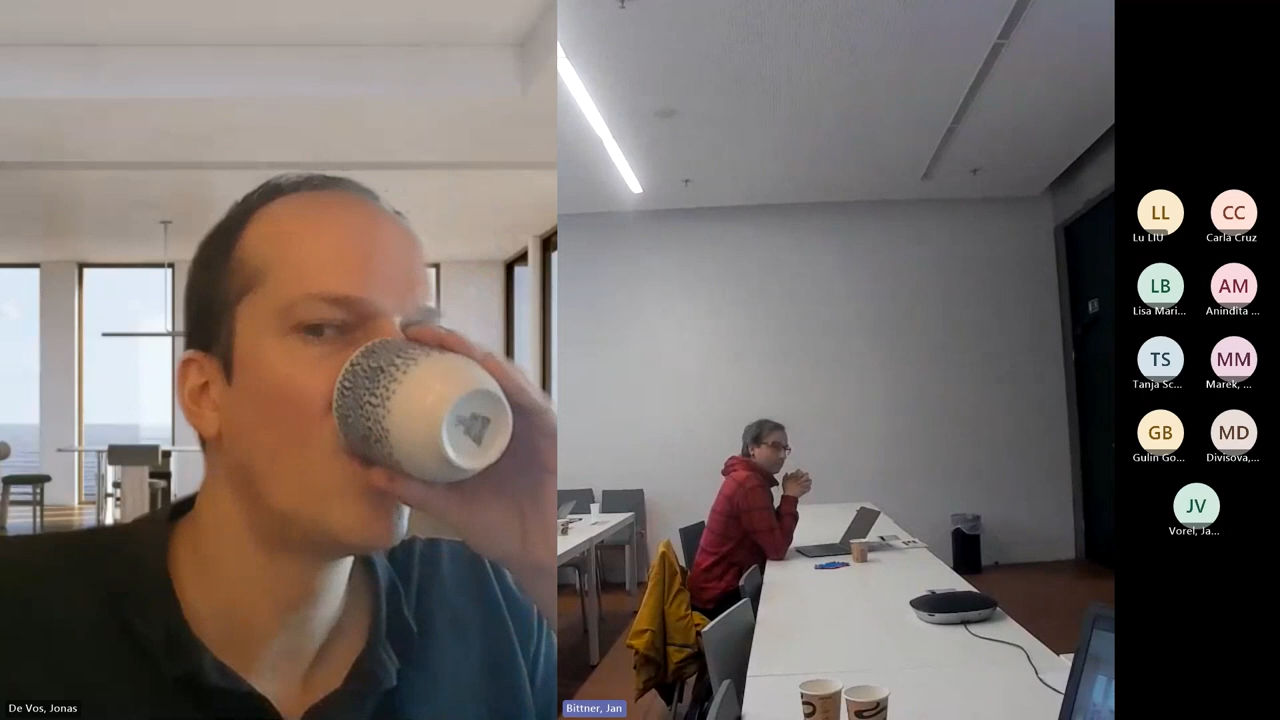 De Vos, Jonas
Bittner, Jan
LL
Lu LIU
CC
Carla Cruz
LB
Lisa Mari...
AM
Anindita ...
TS
Tanja Sc...
MM
Marek, ...
GB
Gulin Go...
MD
Divisova,...
JV
Vorel, Ja...